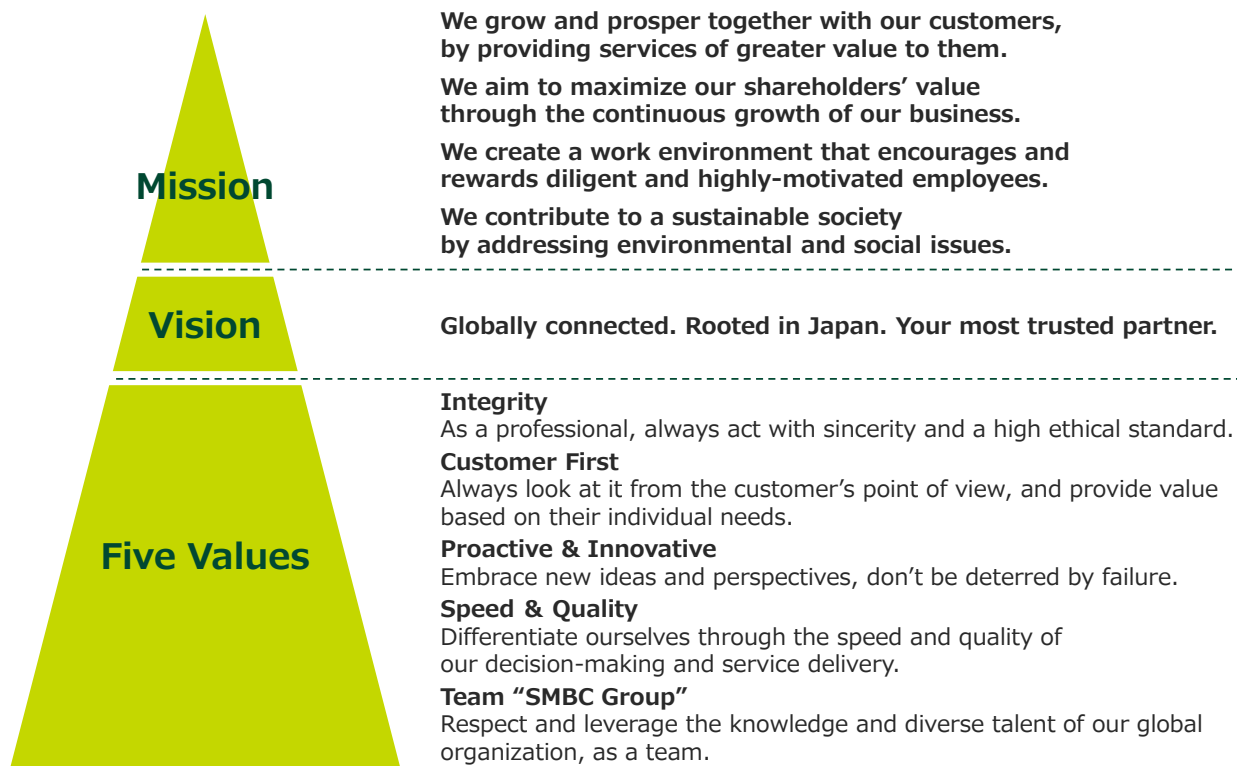 Mission
We grow and prosper together with our customers,
by providing services of greater value to them.
We aim to maximize our shareholders’ value
through the continuous growth of our business.
We create a work environment that encourages and
rewards diligent and highly-motivated employees.
We contribute to a sustainable society
by addressing environmental and social issues.
Vision
Globally connected. Rooted in Japan. Your most trusted partner.
Five Values
Integrity
As a professional, always act with sincerity and a high ethical standard.
Customer First
Always look at it from the customer’s point of view, and provide value
based on their individual needs.
Proactive & Innovative
Embrace new ideas and perspectives, don’t be deterred by failure.
Speed & Quality
Differentiate ourselves through the speed and quality of
our decision-making and service delivery.
Team “SMBC Group”
Respect and leverage the knowledge and diverse talent of our global
organization, as a team.